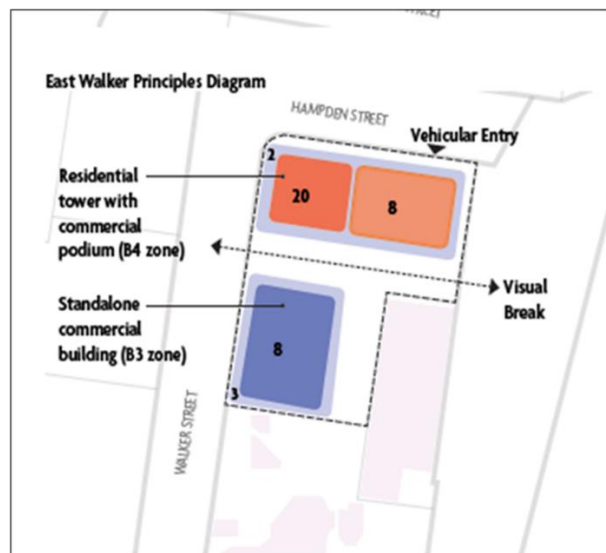 East Walker Principles Diagram
HAMPDEN STREET
Vehicular Entry
2
Residential
tower with
commercial
podium (B4 zone)
20
8
Visual
Break
Standalone
commercial
building (B3 zone)
8
3
WALKER STREET